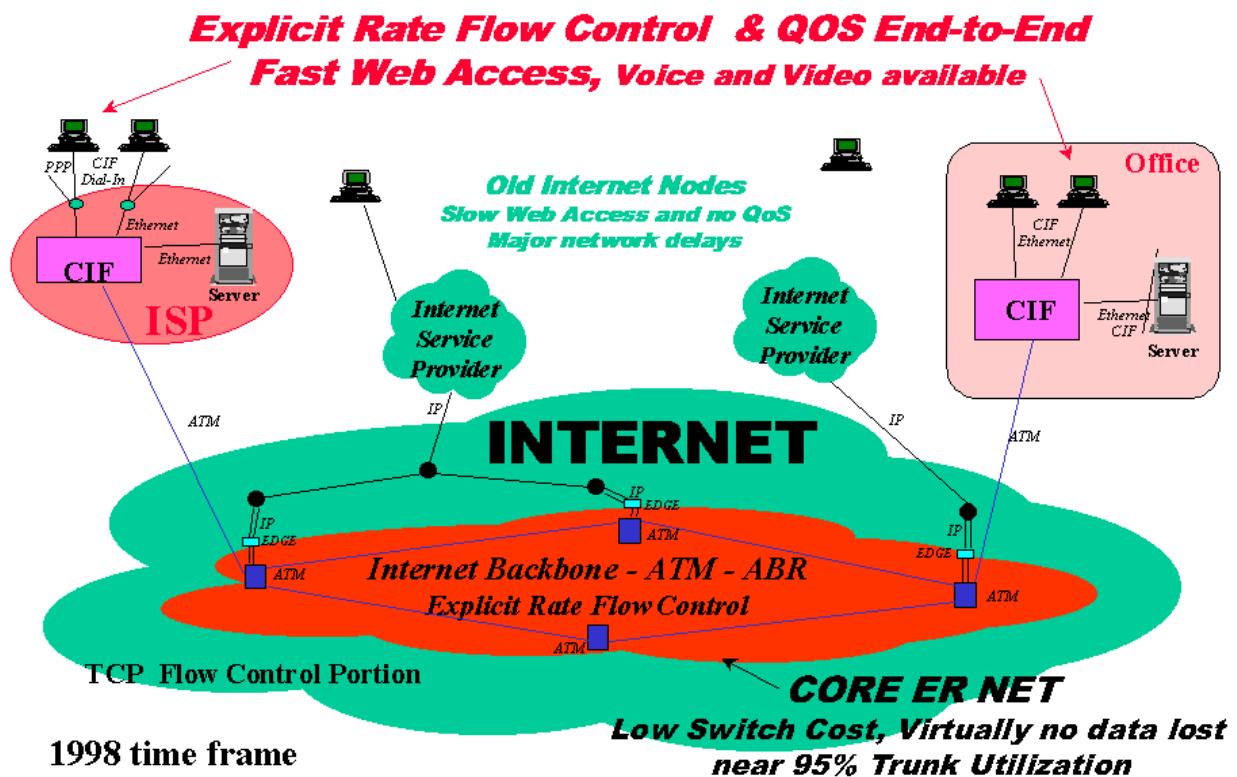 Explicit Rate Flow Control & QOS End-to-End
Fast Web Access, Voice and Video available
PPP
CIF
Dial-In
Ethernet
Ethernet
CIF
Server
ISP
Old Internet Nodes
Slow Web Access and no QoS
Major network delays
Office
CIF
Ethernet
CIF
Ethernet
CIF
Server
Internet
Service
Provider
Internet
Service
Provider
ATM
IP
IP
ATM
INTERNET
IP
EDGE
ATM
IP
EDGE
ATM
IP
EDGE
ATM
Internet Backbone - ATM - ABR
Explicit Rate Flow Control
ATM
TCP Flow Control Portion
CORE ER NET
Low Switch Cost, Virtually no data lost
near 95% Trunk Utilization
1998 time frame